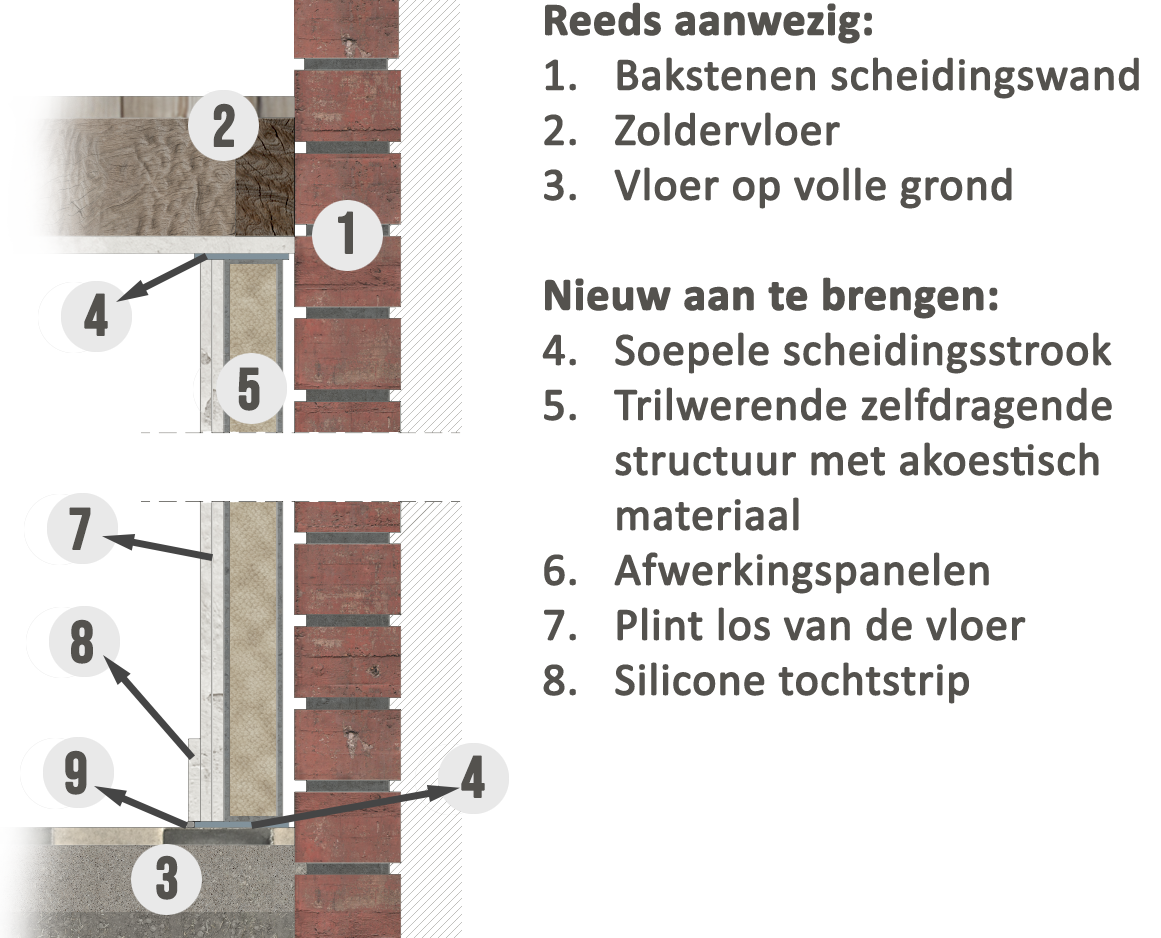 Reeds aanwezig:
1. Bakstenen scheidingswand
2. Zoldervloer
3. Vloer op volle grond
Nieuw aan te brengen:
4. Soepele scheidingsstrook
5. Trilwerende zelfdragende
structuur met akoestisch
materiaal
6. Afwerkingspanelen
7. Plint los van de vloer
8. Silicone tochtstrip
2
1
4
5
7
8
9
4
3